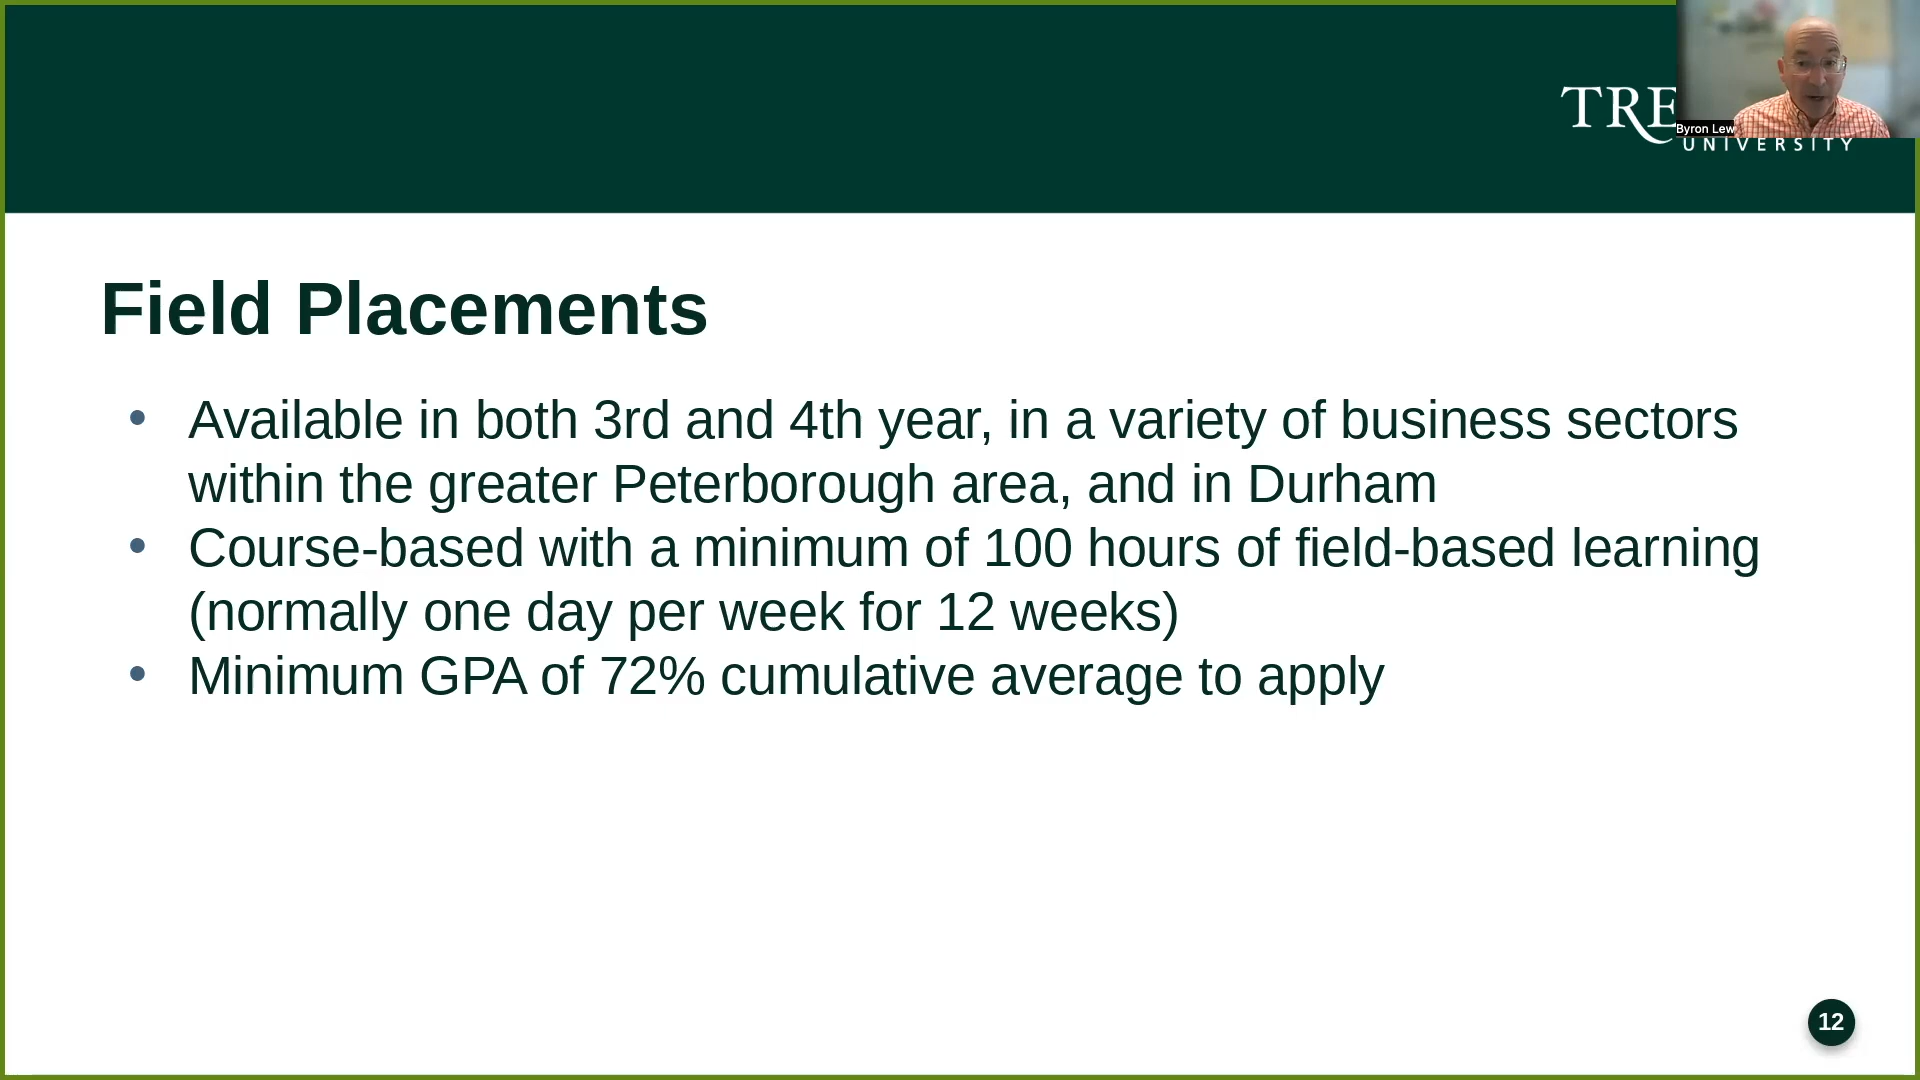 TRE
Byron Lew
UNIVERSITY
Field Placements
• Available in both 3rd and 4th year, in a variety of business sectors
within the greater Peterborough area, and in Durham
• Course-based with a minimum of 100 hours of field-based learning
(normally one day per week for 12 weeks)
• Minimum GPA of 72% cumulative average to apply
12